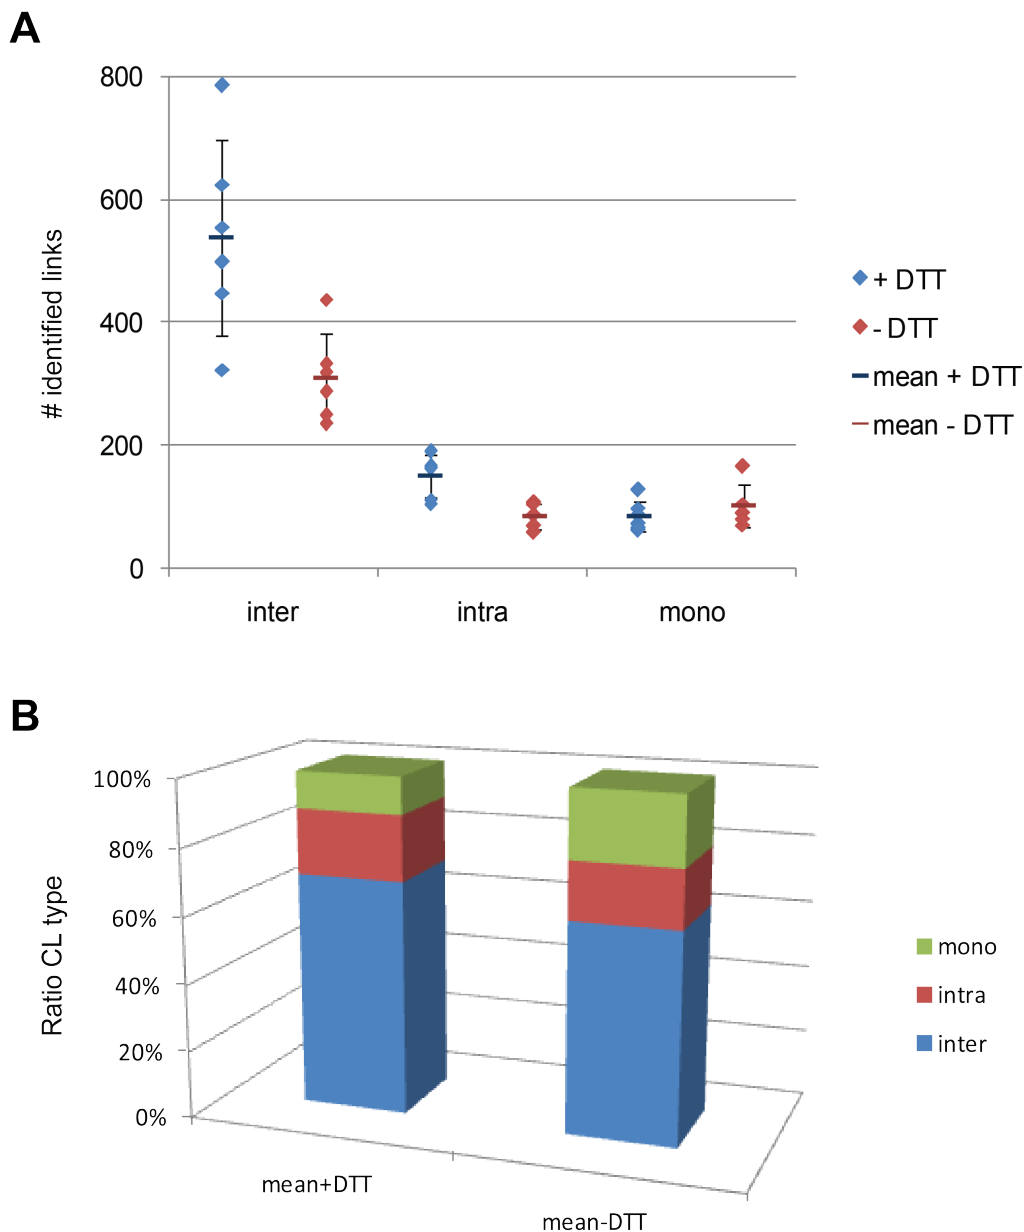 A
800
600
400
200
0
# identified links
inter intra mono
+ DTT
- DTT
mean + DTT
mean - DTT
B
100%
80%
60%
40%
20%
0%
Ratio CL type
mean+DTT
mean-DTT
mono
intra
inter